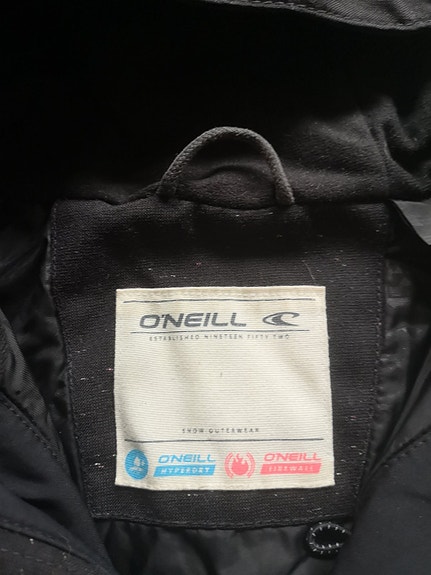 O'NEILL
ESTABLISHED NINETEEN FIFTY TWO
SNOW OUTERWEAR
O'NEILL O'NEILL
HYPERDRY FIREWALL